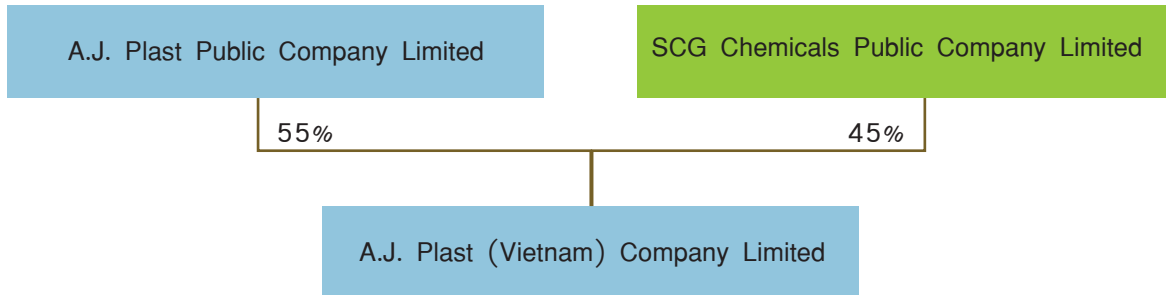 A.J. Plast Public Company Limited
SCG Chemicals Public Company Limited
55%
45%
A.J. Plast (Vietnam) Company Limited